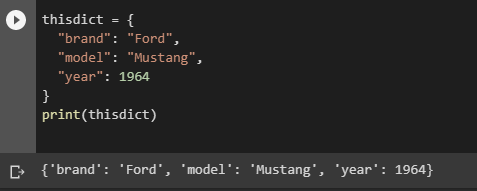 thisdict = {
  "brand": "Ford",
  "model": "Mustang",
  "year": 1964
}
print(thisdict)
{'brand': 'Ford', 'model': 'Mustang', 'year': 1964}